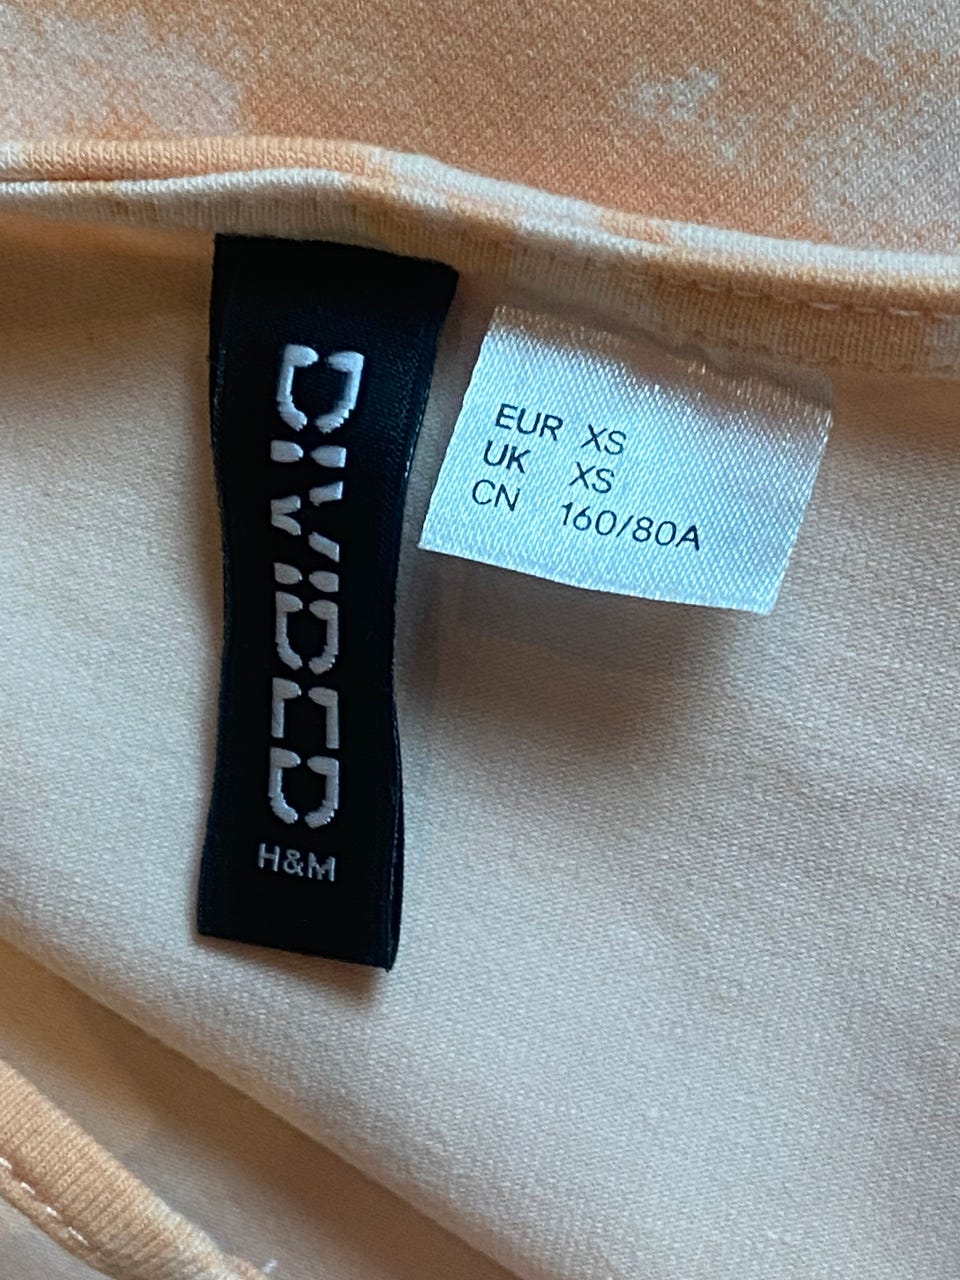 DIVIDED
H&M
EUR XS
UK XS
CN 160/80A